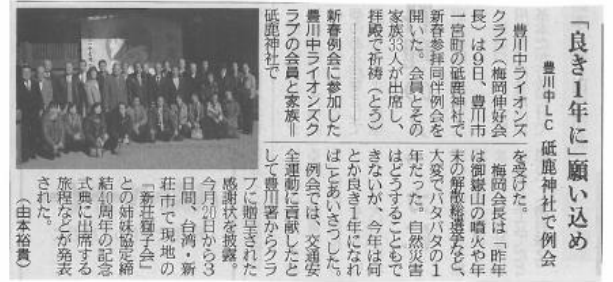 「良き1年に」願い込め
豊川中LC 砥鹿神社で例会
豊川中ライオンズ
クラブ（梅岡伸好会
長）は9日、豊川市
一宮町の砥鹿神社で
新春参拝同伴例会を
開いた。会員とその
家族33人が出席し、
拝殿で祈祷（とう）
を受けた。
梅岡会長は「昨年
は御嶽山の噴火や年
末の解散総選挙など、
大変でバタバタの1
年だった。自然災害
はどうすることもで
きないが、今年は何
とか良き1年になれ
ば」とあいさつした。
例会では、交通安
全運動に貢献したと
して豊川署からクラ
ブに贈呈された
感謝状を披露。
今月20日から3
日間、台湾・新
荘市で現地の
「新荘獅子会」
との姉妹協定締
結40周年の記念
式典に出席する
旅程などが発表
された。
（由本裕貴）
新春例会に参加した
豊川中ライオンズク
ラブの会員と家族＝
砥鹿神社で